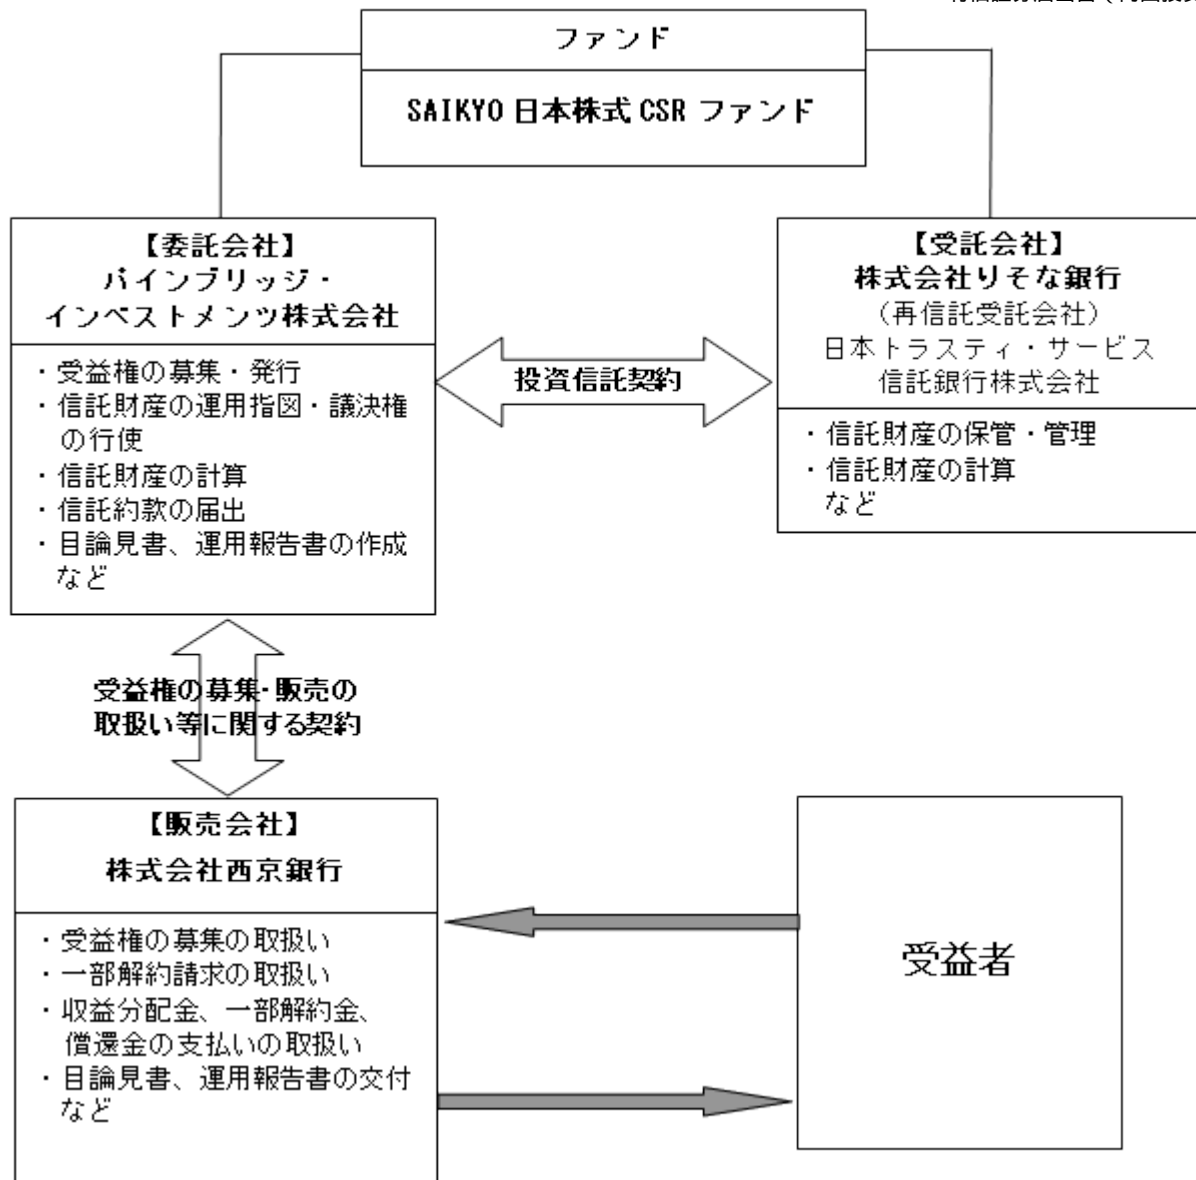 ファンド
SAIKYO 日本株式 CSR ファンド
【委託会社】
パインブリッジ・
インベストメンツ株式会社
・受益権の募集・発行
・信託財産の運用指図・議決権
の行使
・信託財産の計算
・信託約款の届出
・目論見書、運用報告書の作成
など
投資信託契約
【受託会社】
株式会社りそな銀行
（再信託受託会社）
日本トラスティ・サービス
信託銀行株式会社
・信託財産の保管・管理
・信託財産の計算
など
受益権の募集・販売の
取扱い等に関する契約
【販売会社】
株式会社西京銀行
・受益権の募集の取扱い
・一部解約請求の取扱い
・収益分配金、一部解約金、
償還金の支払いの取扱い
・目論見書、運用報告書の交付
など
受益者